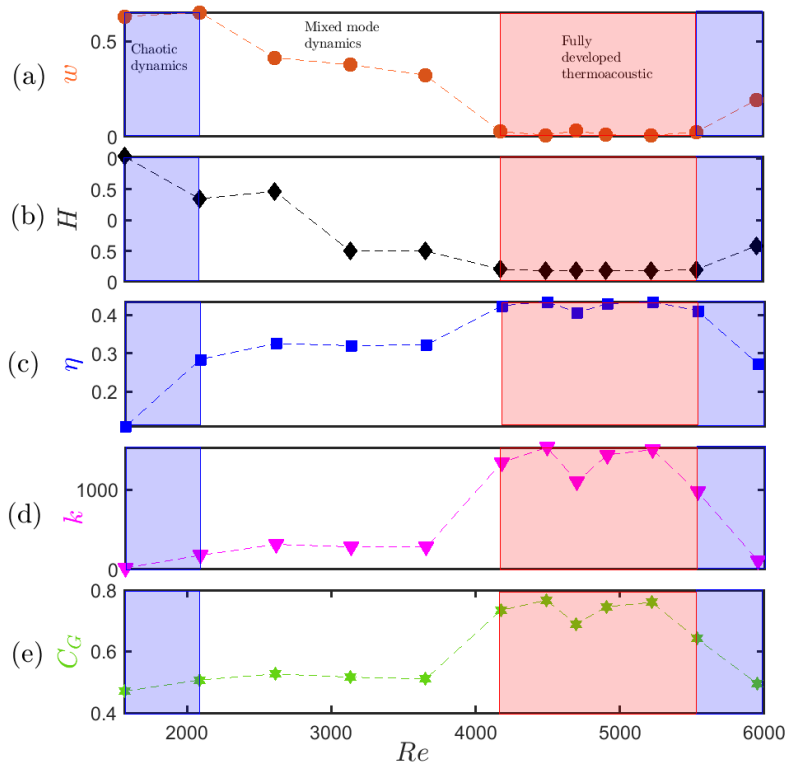 Chaotic
dynamics
Mixed mode
dynamics
Fully
developed
thermoacoustic
(a)
w
0.5
0
(b)
H
0
0.5
0
0.5
0
(c)
η
0.4
0.3
0.2
(d)
k
1000
0
(e)
C_G
0.8
0.6
0.4
2000 3000 4000 5000 6000
Re